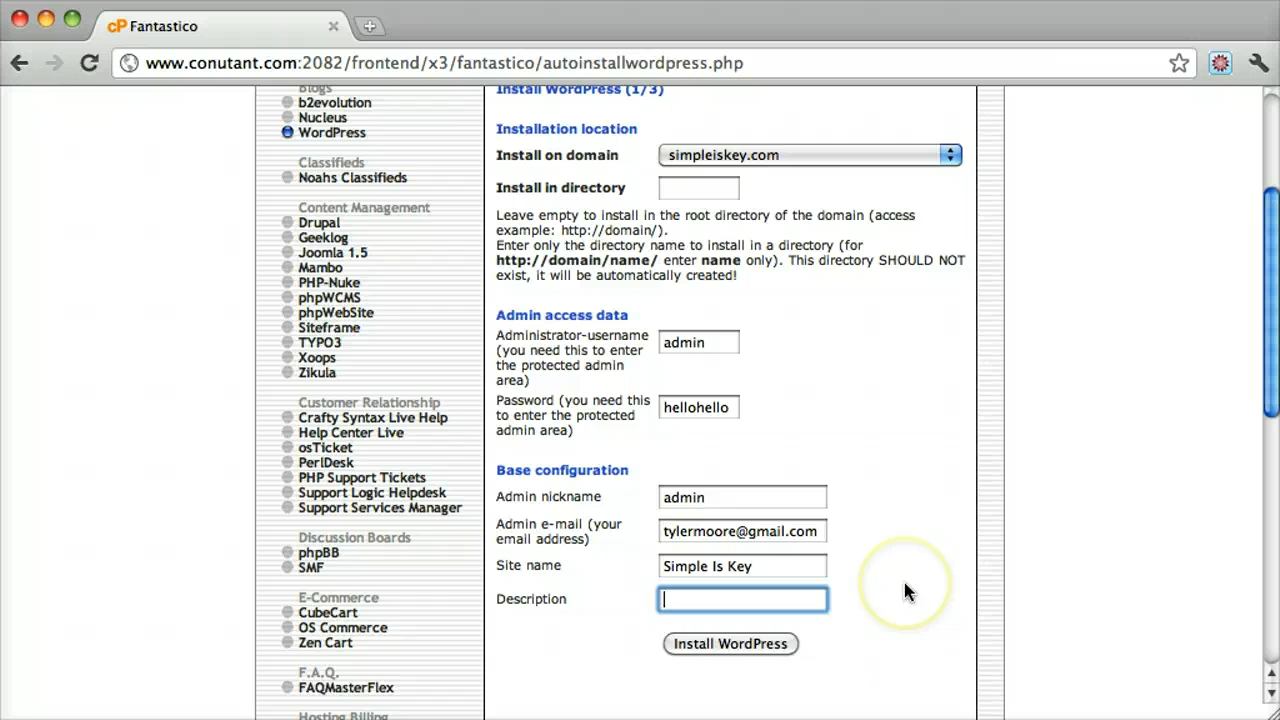 Fantastico
www.conutant.com:2082/frontend/x3/fantastico/autoinstallwordpress.php
Blogs
b2evolution
Nucleus
WordPress
Classifieds
Noahs Classifieds
Content Management
Drupal
Geeklog
Joomla 1.5
Mambo
PHP-Nuke
phpWCMS
phpWebSite
Siteframe
TYPO3
Xoops
Zikula
Customer Relationship
Crafty Syntax Live Help
Help Center Live
osTicket
PerlDesk
PHP Support Tickets
Support Logic Helpdesk
Support Services Manager
Discussion Boards
phpBB
SMF
E-Commerce
CubeCart
OS Commerce
Zen Cart
F.A.Q.
FAQMasterFlex
Hosting Billing
Install WordPress (1/3)
Installation location
Install on domain simpleiskey.com
Install in directory
Leave empty to install in the root directory of the domain (access
example: http://domain/).
Enter only the directory name to install in a directory (for
http://domain/name/ enter name only). This directory SHOULD NOT
exist, it will be automatically created!
Admin access data
Administrator-username
(you need this to enter admin
the protected admin
area)
Password (you need this
to enter the protected hellohello
admin area)
Base configuration
Admin nickname admin
Admin e-mail (your
email address) tylermoore@gmail.com
Site name Simple Is Key
Description
Install WordPress